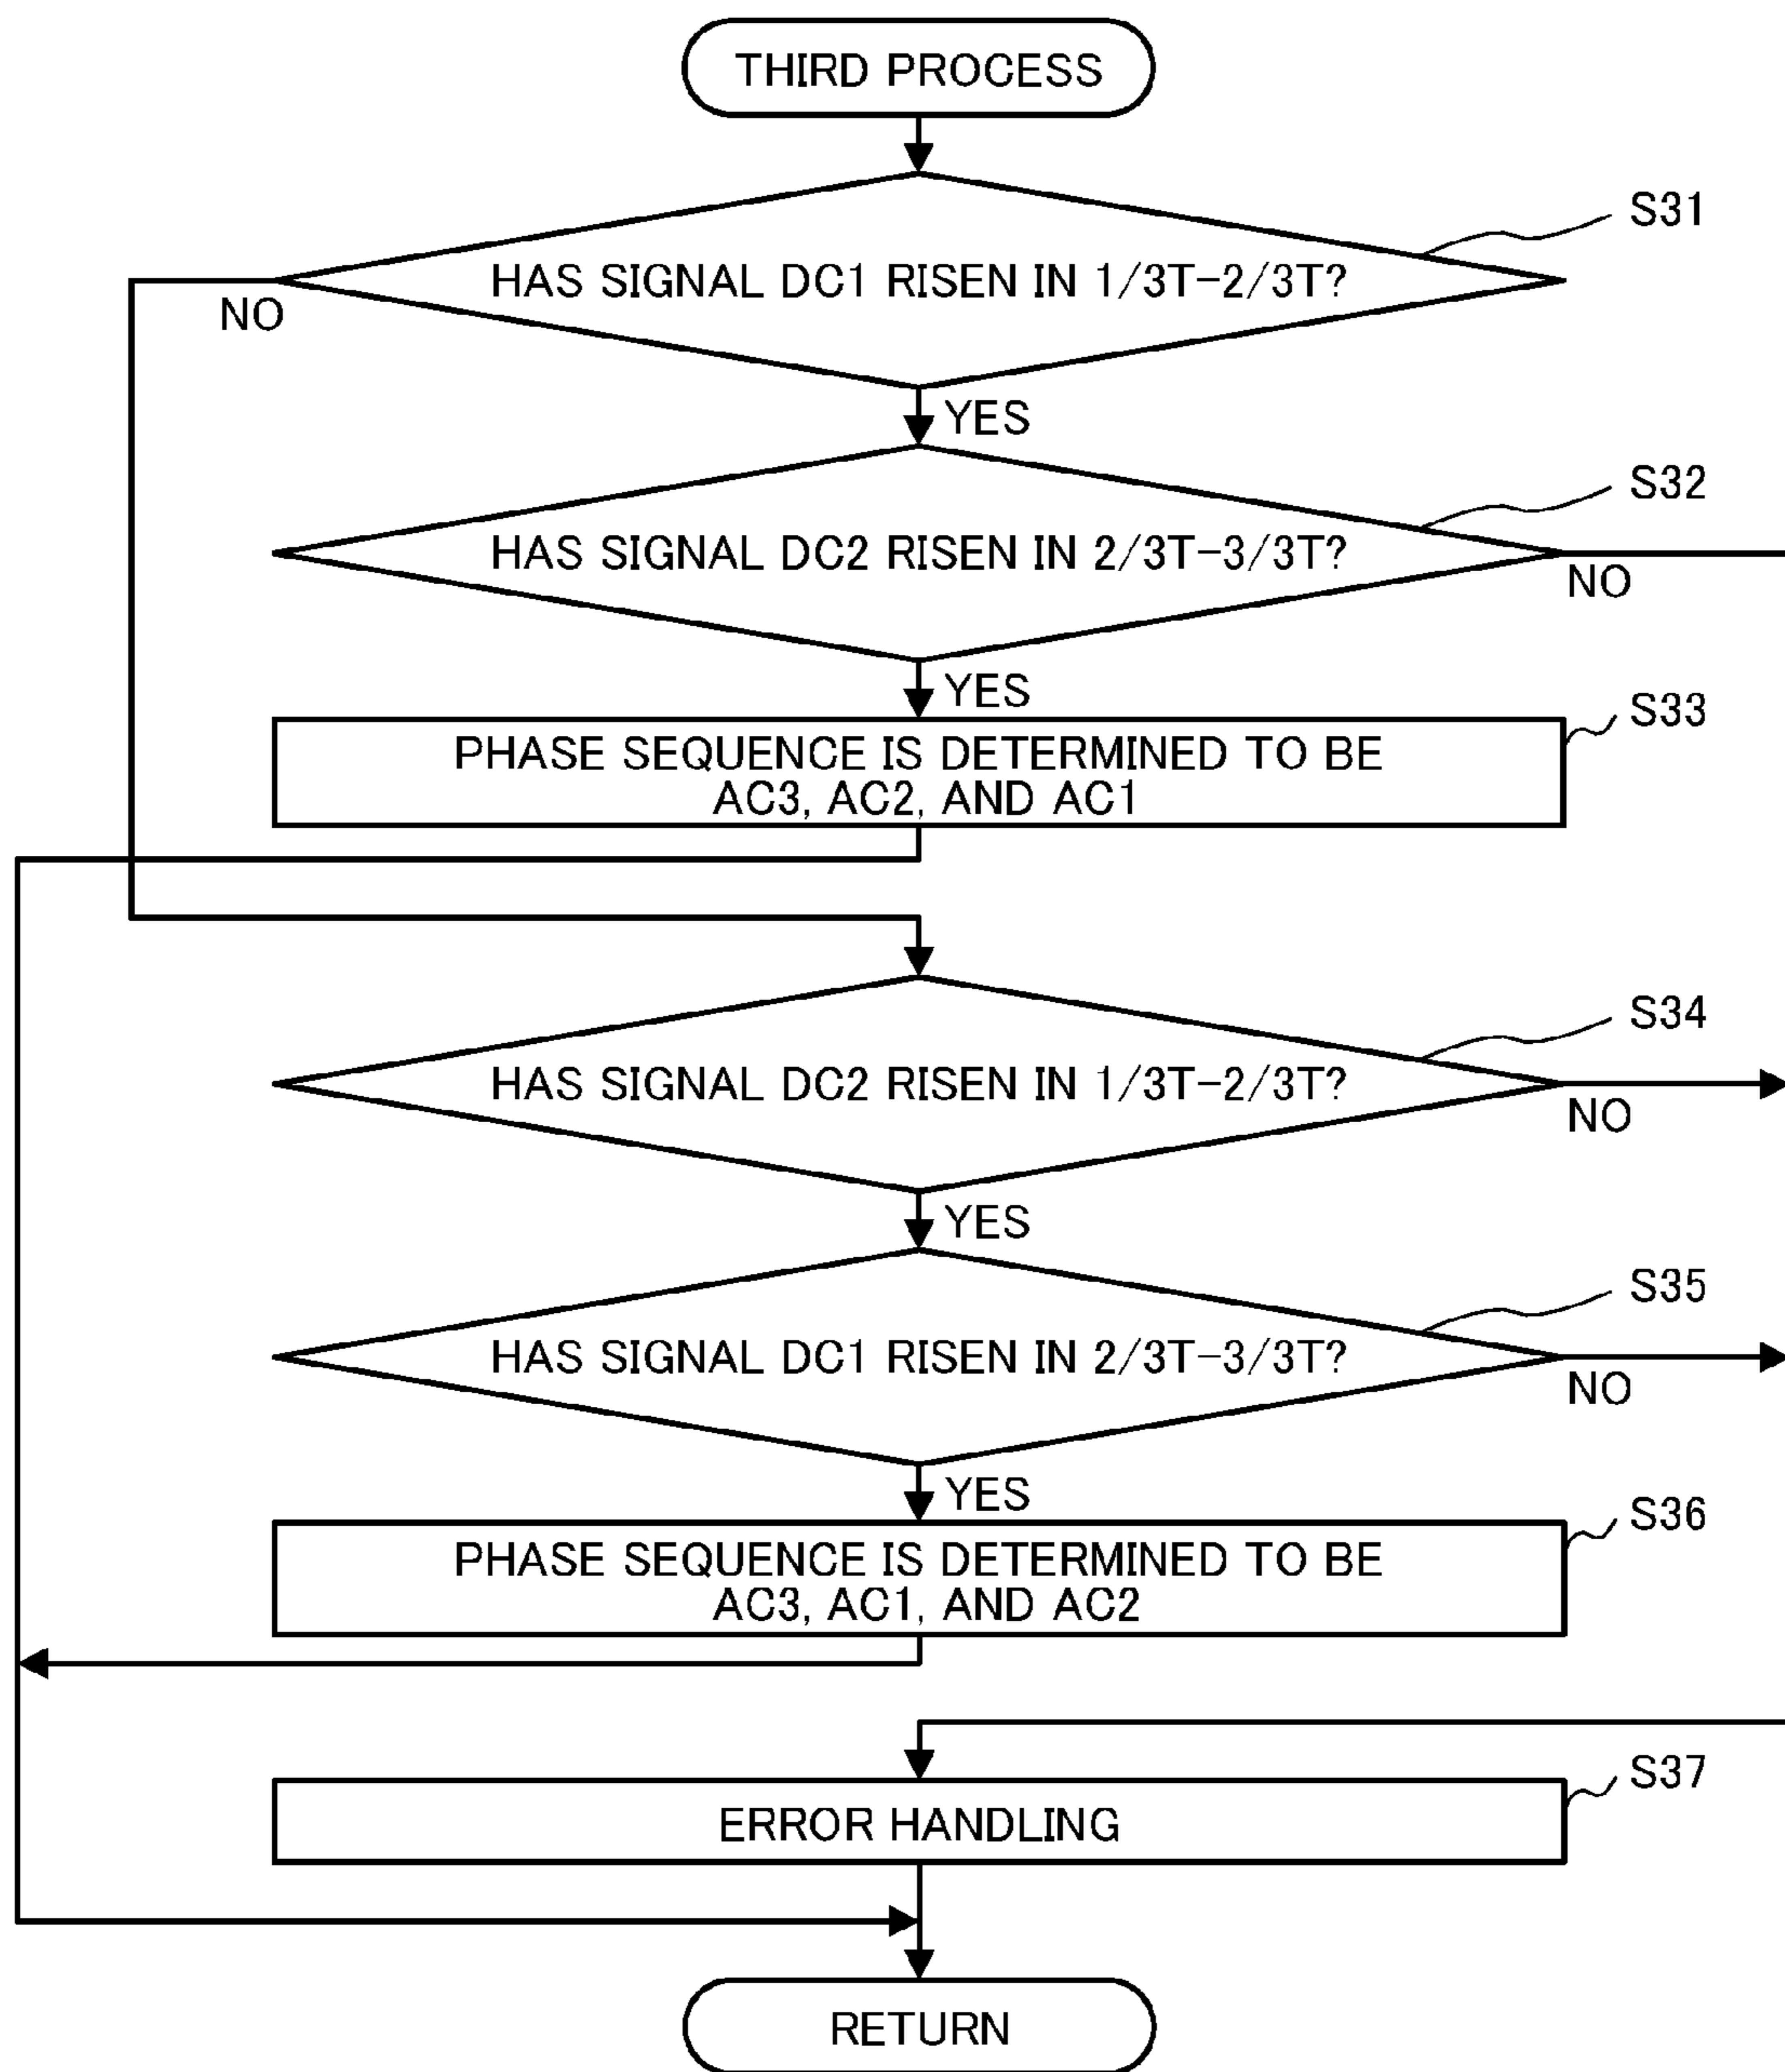 THIRD PROCESS
S31
HAS SIGNAL DC1 RISEN IN 1/3T-2/3T?
NO
YES
S32
HAS SIGNAL DC2 RISEN IN 2/3T-3/3T?
NO
YES
S33
PHASE SEQUENCE IS DETERMINED TO BE
AC3, AC2, AND AC1
S34
HAS SIGNAL DC2 RISEN IN 1/3T-2/3T?
NO
YES
S35
HAS SIGNAL DC1 RISEN IN 2/3T-3/3T?
NO
YES
S36
PHASE SEQUENCE IS DETERMINED TO BE
AC3, AC1, AND AC2
S37
ERROR HANDLING
RETURN